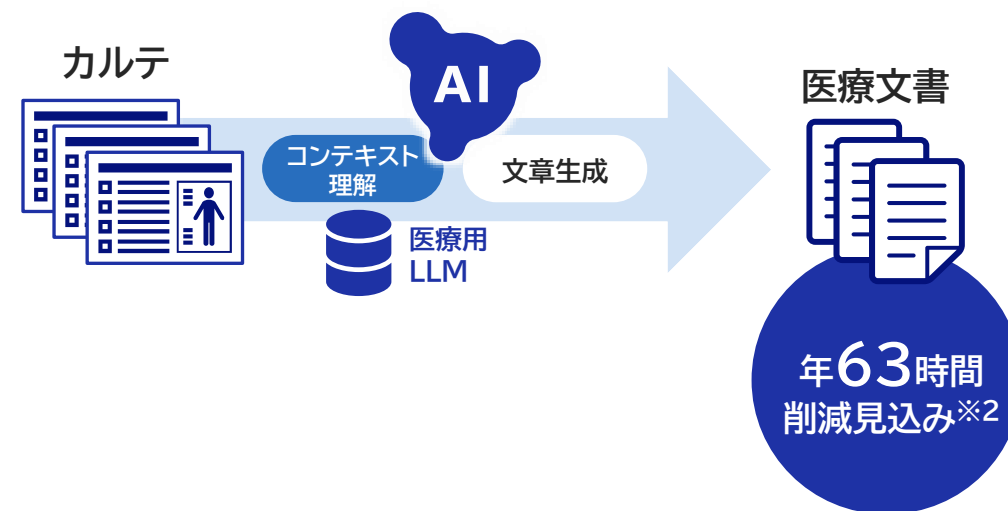 カルテ
AI
医療文書
コンテキスト
理解
文章生成
医療用
LLM
年63時間
削減見込み※2